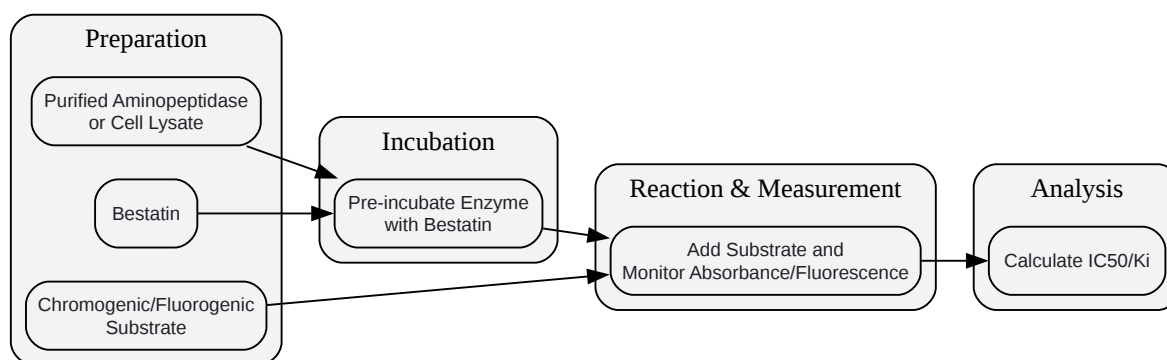 Preparation
Purified Aminopeptidase
or Cell Lysate
Bestatin
Chromogenic/Fluorogenic
Substrate
Incubation
Pre-incubate Enzyme
with Bestatin
Reaction & Measurement
Add Substrate and
Monitor Absorbance/Fluorescence
Analysis
Calculate IC50/Ki